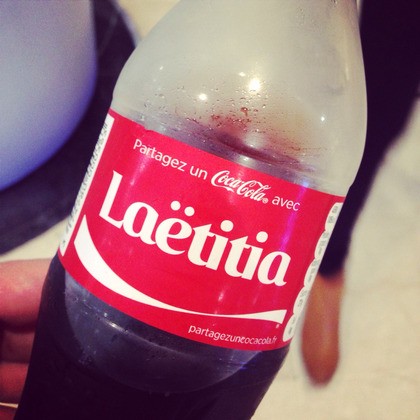 Partagez un Coca-Cola avec
Laëtitia
partagezuncocacola.fr